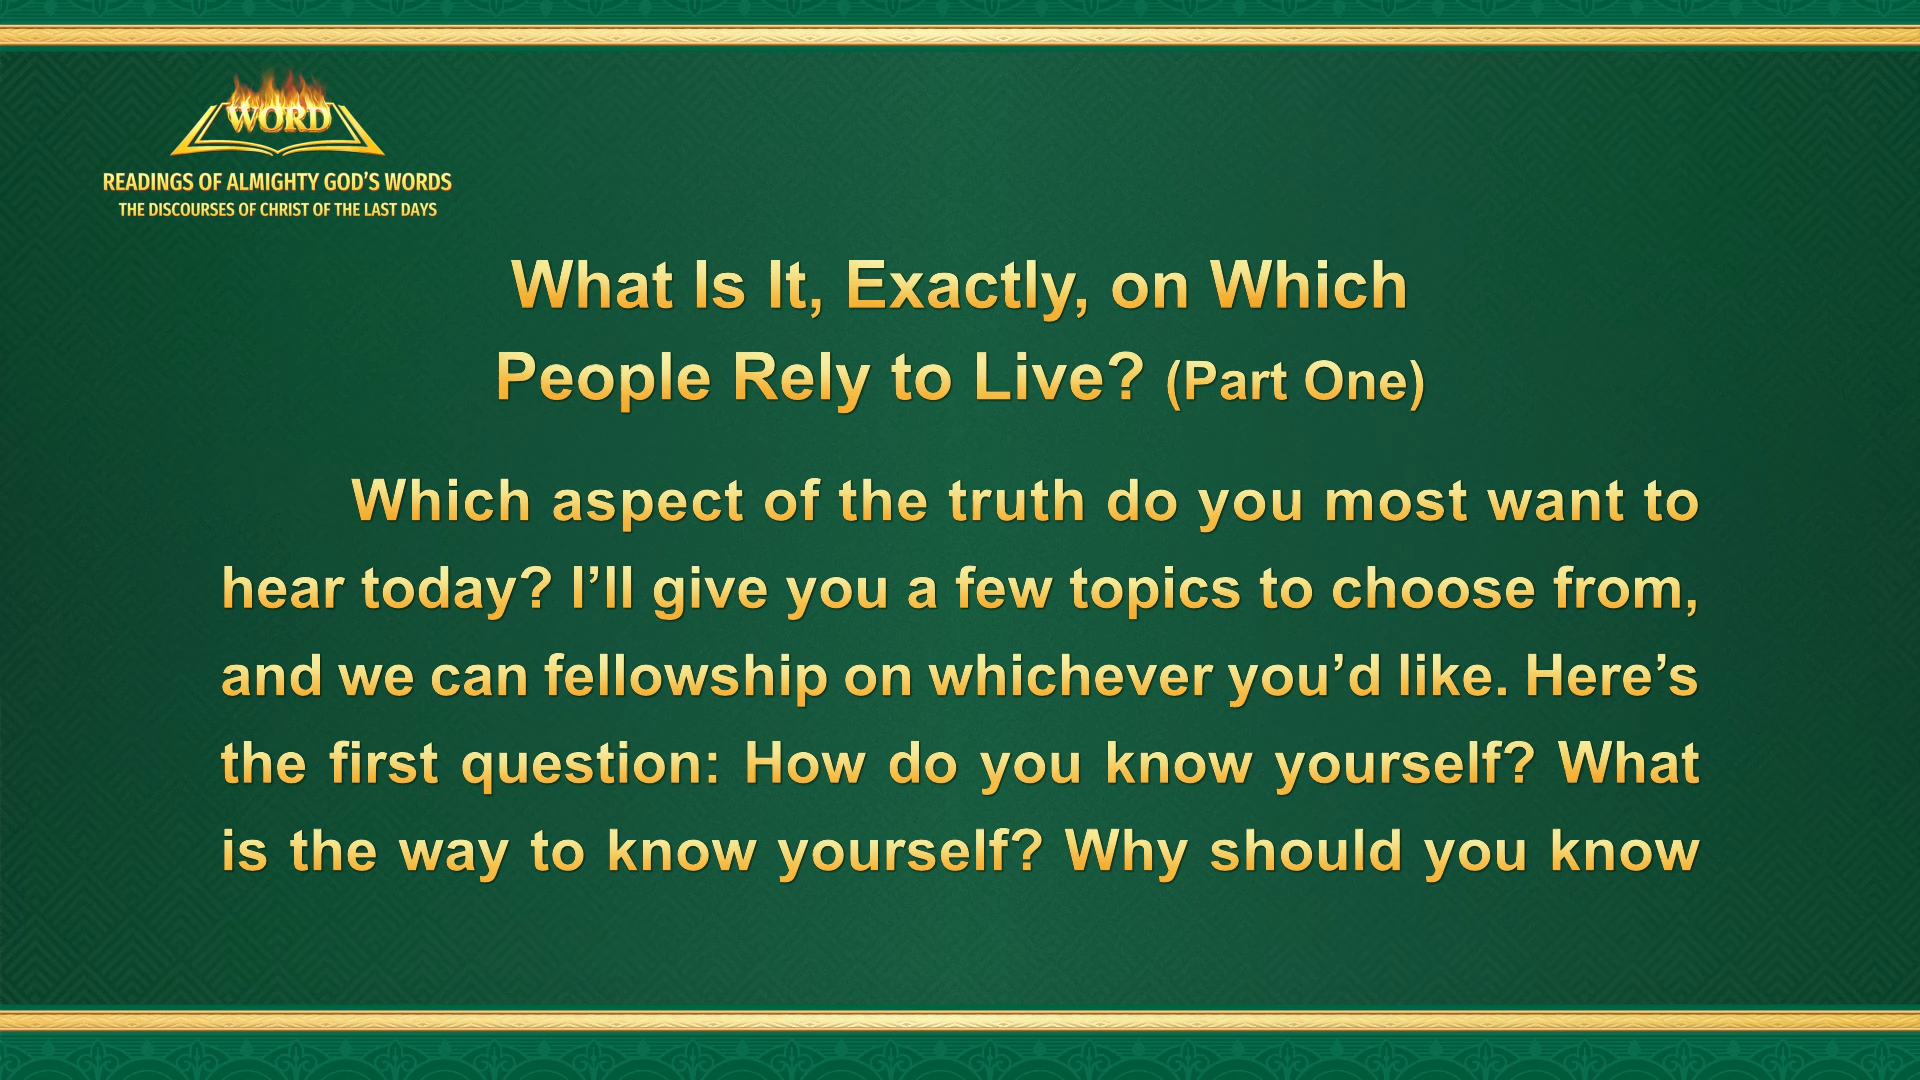 WORD
READINGS OF ALMIGHTY GOD’S WORDS
THE DISCOURSES OF CHRIST OF THE LAST DAYS
What Is It, Exactly, on Which
People Rely to Live? (Part One)
Which aspect of the truth do you most want to
hear today? I’ll give you a few topics to choose from,
and we can fellowship on whichever you’d like. Here’s
the first question: How do you know yourself? What
is the way to know yourself? Why should you know